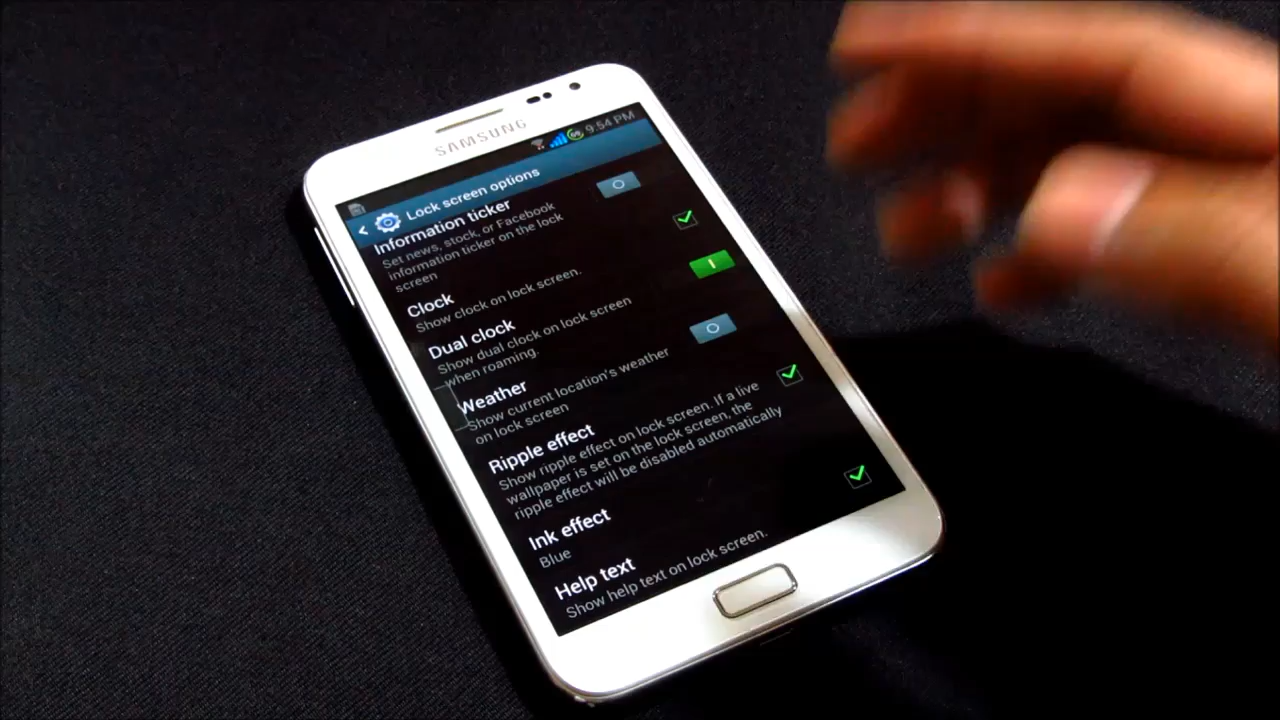 SAMSUNG
9:54 PM
Lock screen options
Information ticker
Set news, stock, or Facebook
information ticker on the lock
screen
Clock
Show clock on lock screen.
Dual clock
Show dual clock on lock screen
when roaming.
Weather
Show current location's weather
on lock screen
Ripple effect
Show ripple effect on lock screen. If a live
wallpaper is set on the lock screen, the
ripple effect will be disabled automatically
Ink effect
Blue
Help text
Show help text on lock screen.